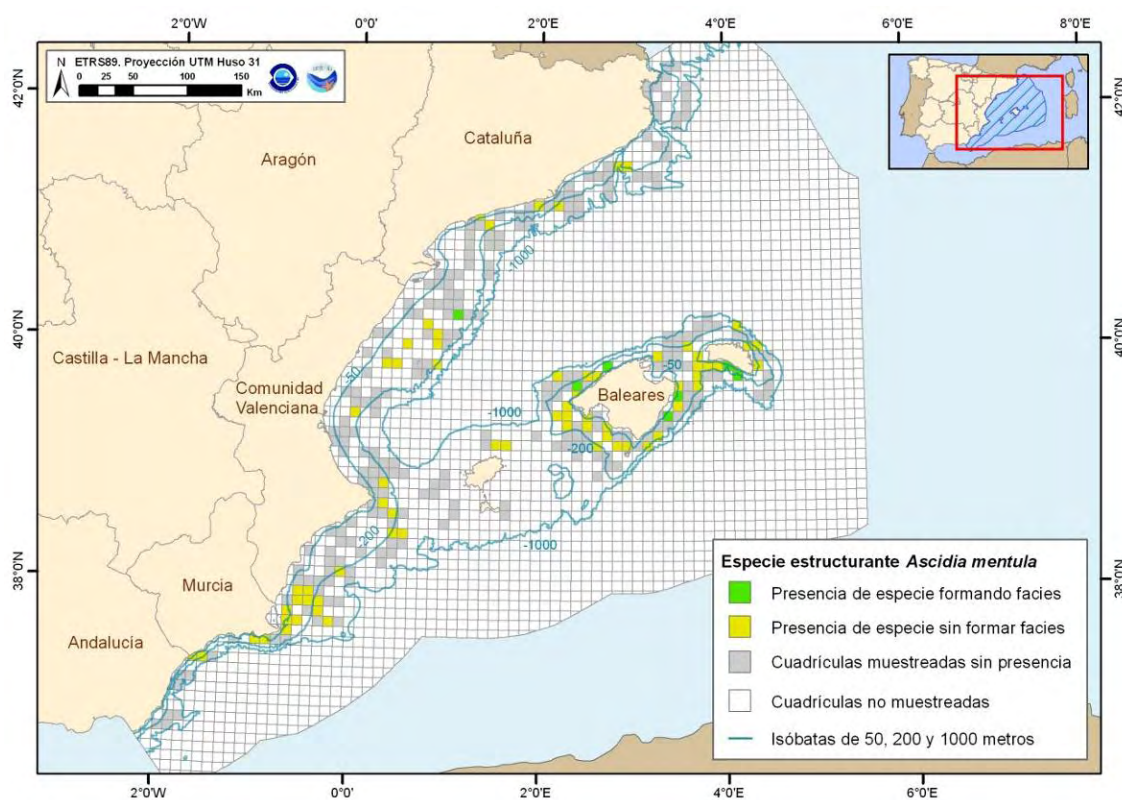 2°0'W
0°0'
2°0'E
4°0'E
6°0'E
8°0'E
N
ETRS89. Proyección UTM Huso 31
0 25 50 100 150
Km
42°0'N
42°0'N
Cataluña
Aragón
-1000
40°0'N
40°0'N
Castilla - La Mancha
-50
-50
Comunidad
Valenciana
Baleares
-1000
-200
-200
-1000
38°0'N
38°0'N
Murcia
Andalucía
Especie estructurante Ascidia mentula
Presencia de especie formando facies
Presencia de especie sin formar facies
Cuadrículas muestreadas sin presencia
Cuadrículas no muestreadas
Isóbatas de 50, 200 y 1000 metros
2°0'W
0°0'
2°0'E
4°0'E
6°0'E